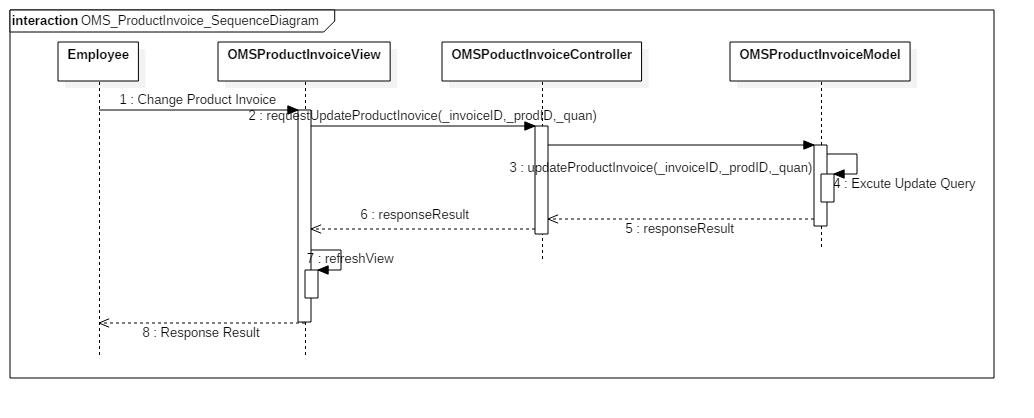 interaction OMS_ProductInvoice_SequenceDiagram
Employee
OMSProductInvoiceView
OMSPoductInvoiceController
OMSProductInvoiceModel
1 : Change Product Invoice
2 : requestUpdateProductInovice(_invoiceID,_prodID,_quan)
3 : updateProductInvoice(_invoiceID,_prodID,_quan)
4 : Excute Update Query
6 : responseResult
5 : responseResult
7 : refreshView
8 : Response Result